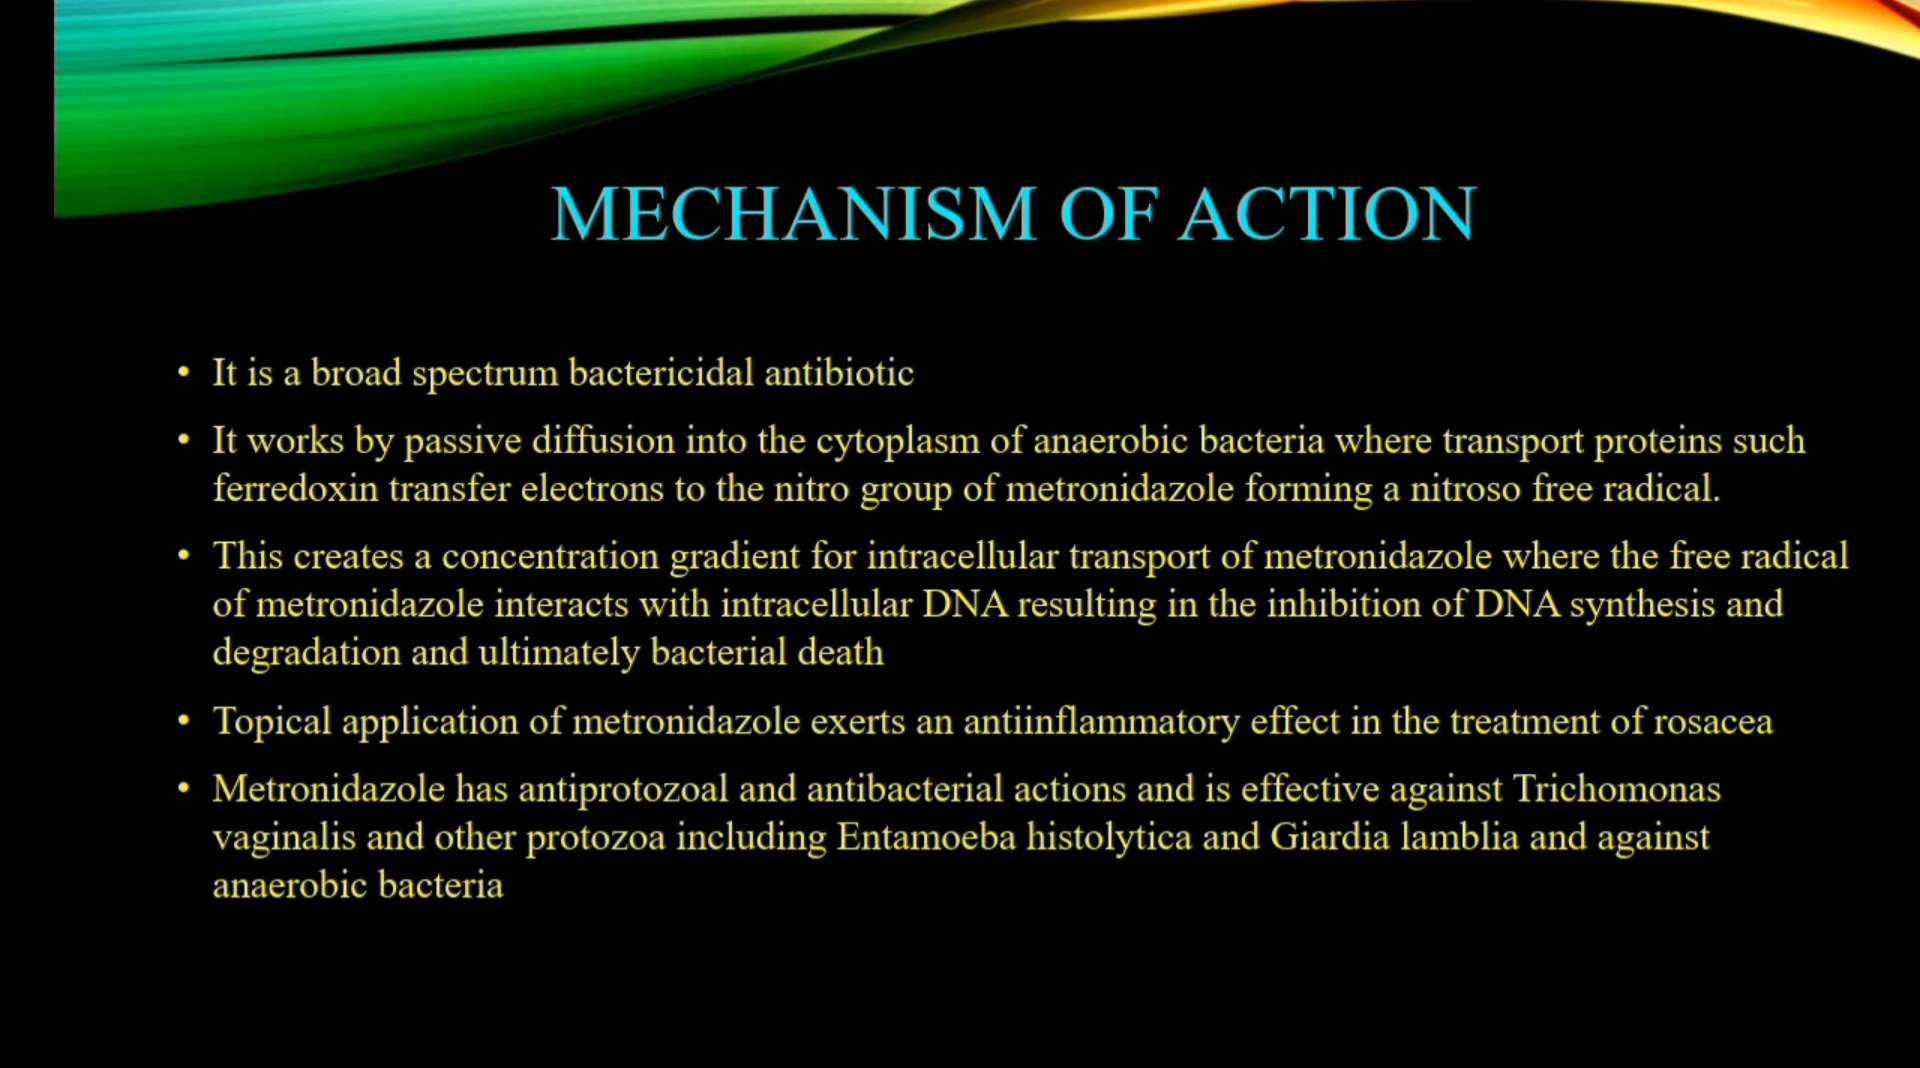 MECHANISM OF ACTION
• It is a broad spectrum bactericidal antibiotic
• It works by passive diffusion into the cytoplasm of anaerobic bacteria where transport proteins such
ferredoxin transfer electrons to the nitro group of metronidazole forming a nitroso free radical.
• This creates a concentration gradient for intracellular transport of metronidazole where the free radical
of metronidazole interacts with intracellular DNA resulting in the inhibition of DNA synthesis and
degradation and ultimately bacterial death
• Topical application of metronidazole exerts an antiinflammatory effect in the treatment of rosacea
• Metronidazole has antiprotozoal and antibacterial actions and is effective against Trichomonas
vaginalis and other protozoa including Entamoeba histolytica and Giardia lamblia and against
anaerobic bacteria